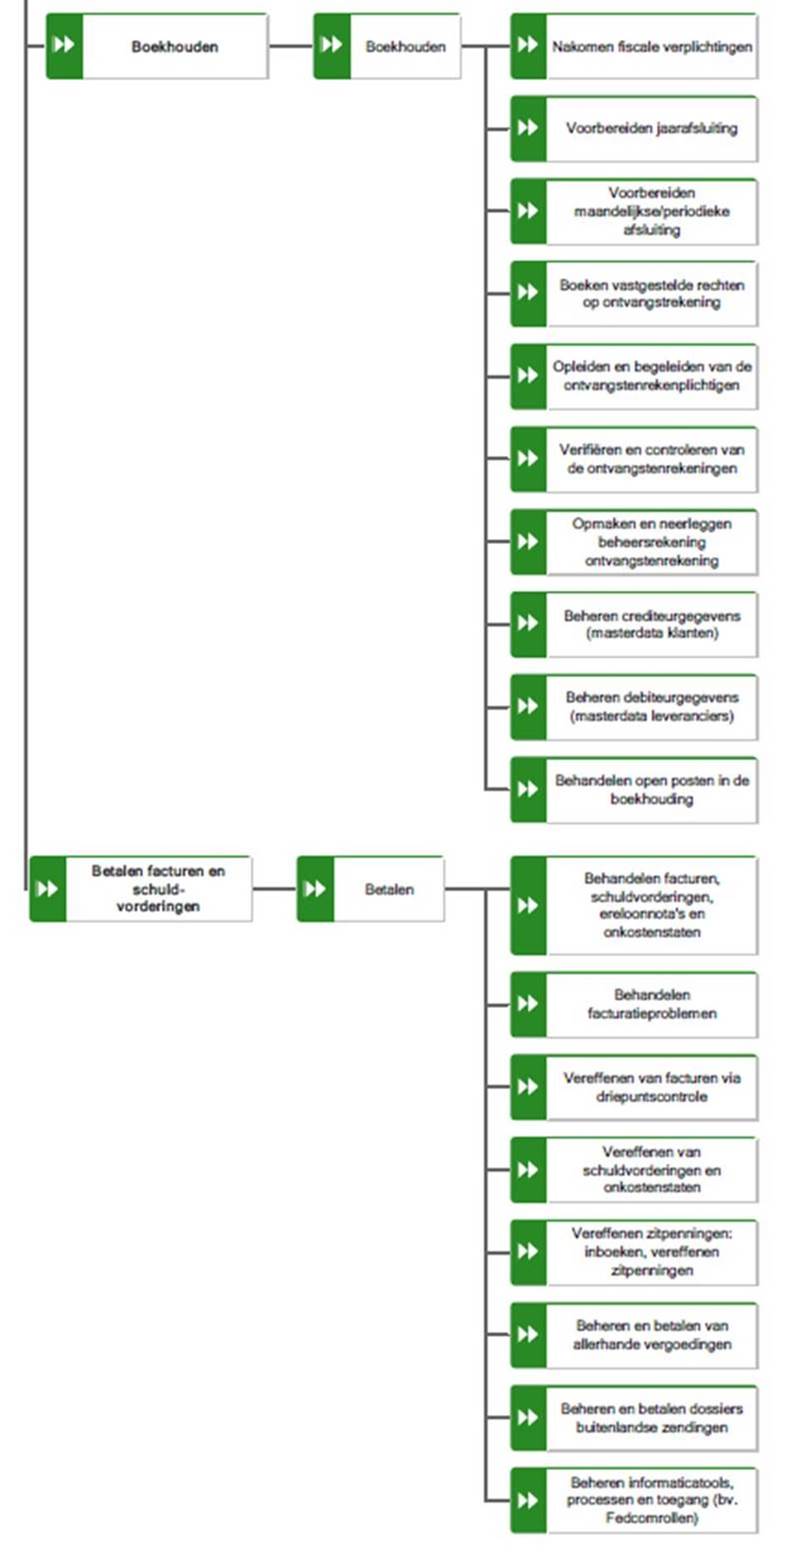 Boekhouden
Boekhouden
Nakomen fiscale verplichtingen
Voorbereiden jaarafsluiting
Voorbereiden
maandelijkse/periodieke
afsluiting
Boeken vastgestelde rechten
op ontvangstrekening
Opleiden en begeleiden van de
ontvangstenrekenplichtigen
Verifiëren en controleren van
de ontvangstenrekeningen
Opmaken en neerleggen
beheersrekening
ontvangstenrekening
Beheren crediteurgegevens
(masterdata klanten)
Beheren debiteurgegevens
(masterdata leveranciers)
Behandelen open posten in de
boekhouding
Betalen facturen en
schuld-
vorderingen
Betalen
Behandelen facturen,
schuldvorderingen,
ereloonnota's en
onkostenstaten
Behandelen
facturatieproblemen
Vereffenen van facturen via
driepuntscontrole
Vereffenen van
schuldvorderingen en
onkostenstaten
Vereffenen zitpenningen:
inboeken, vereffenen
zitpenningen
Beheren en betalen van
allerhande vergoedingen
Beheren en betalen dossiers
buitenlandse zendingen
Beheren informaticatools,
processen en toegang (bv.
Fedcomrollen)